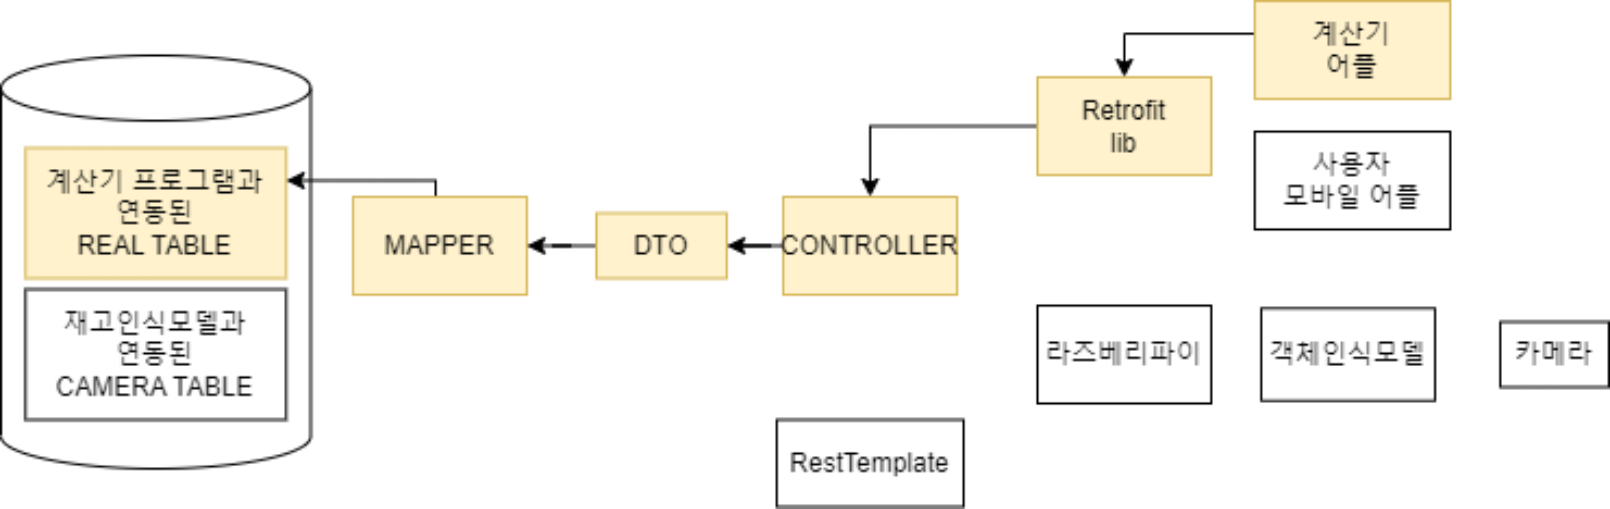 계산기
어플
Retrofit
lib
사용자
모바일 어플
계산기 프로그램과
연동된
REAL TABLE
MAPPER
DTO
CONTROLLER
재고인식모델과
연동된
CAMERA TABLE
라즈베리파이
객체인식모델
카메라
RestTemplate